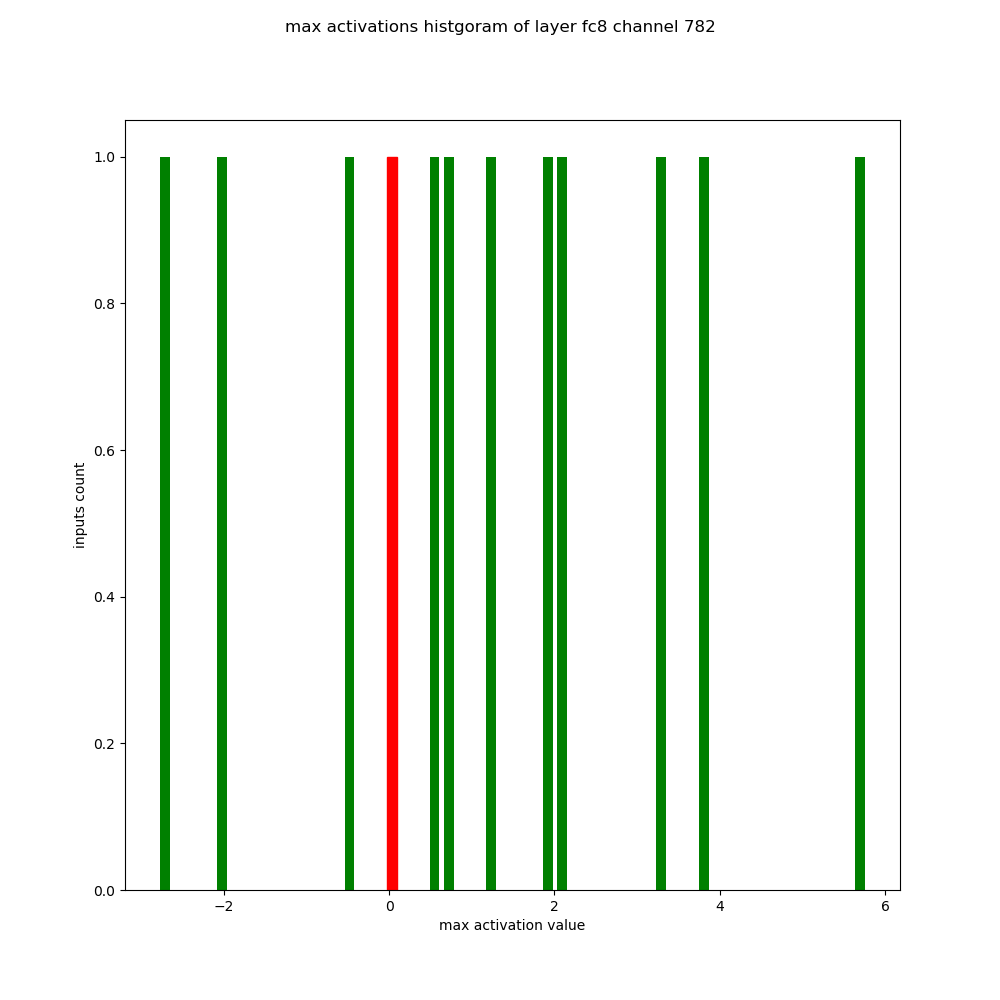 max activations histgoram of layer fc8 channel 782
1.0
0.8
0.6
0.4
0.2
0.0
inputs count
−2 0 2 4 6
max activation value